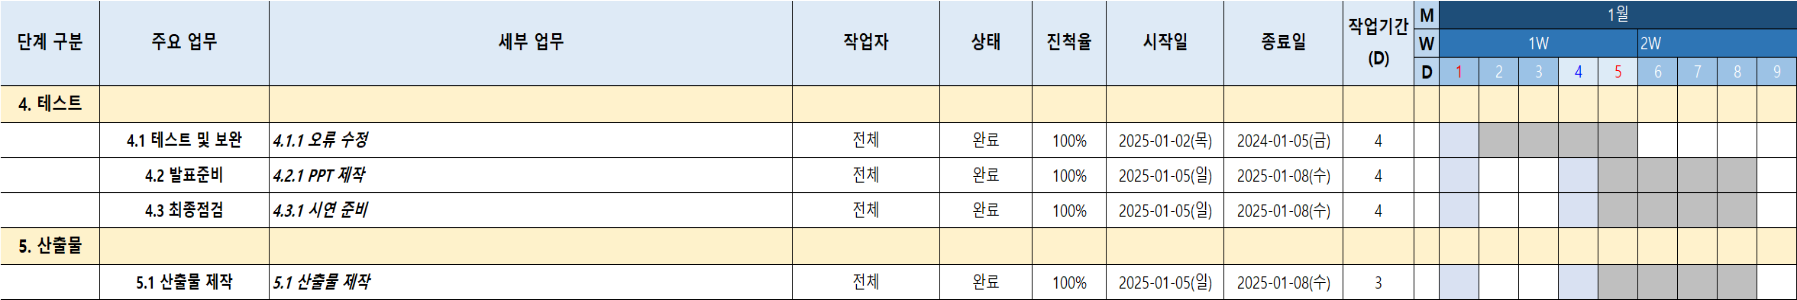 단계 구분 주요 업무 세부 업무 작업자 상태 진척율 시작일 종료일 작업기간 (D) M 1월
W 1W 2W
D 1 2 3 4 5 6 7 8 9
4. 테스트
4.1 테스트 및 보완 4.1.1 오류 수정 전체 완료 100% 2025-01-02(목) 2024-01-05(금) 4
4.2 발표준비 4.2.1 PPT 제작 전체 완료 100% 2025-01-05(일) 2025-01-08(수) 4
4.3 최종점검 4.3.1 시연 준비 전체 완료 100% 2025-01-05(일) 2025-01-08(수) 4
5. 산출물
5.1 산출물 제작 5.1 산출물 제작 전체 완료 100% 2025-01-05(일) 2025-01-08(수) 3